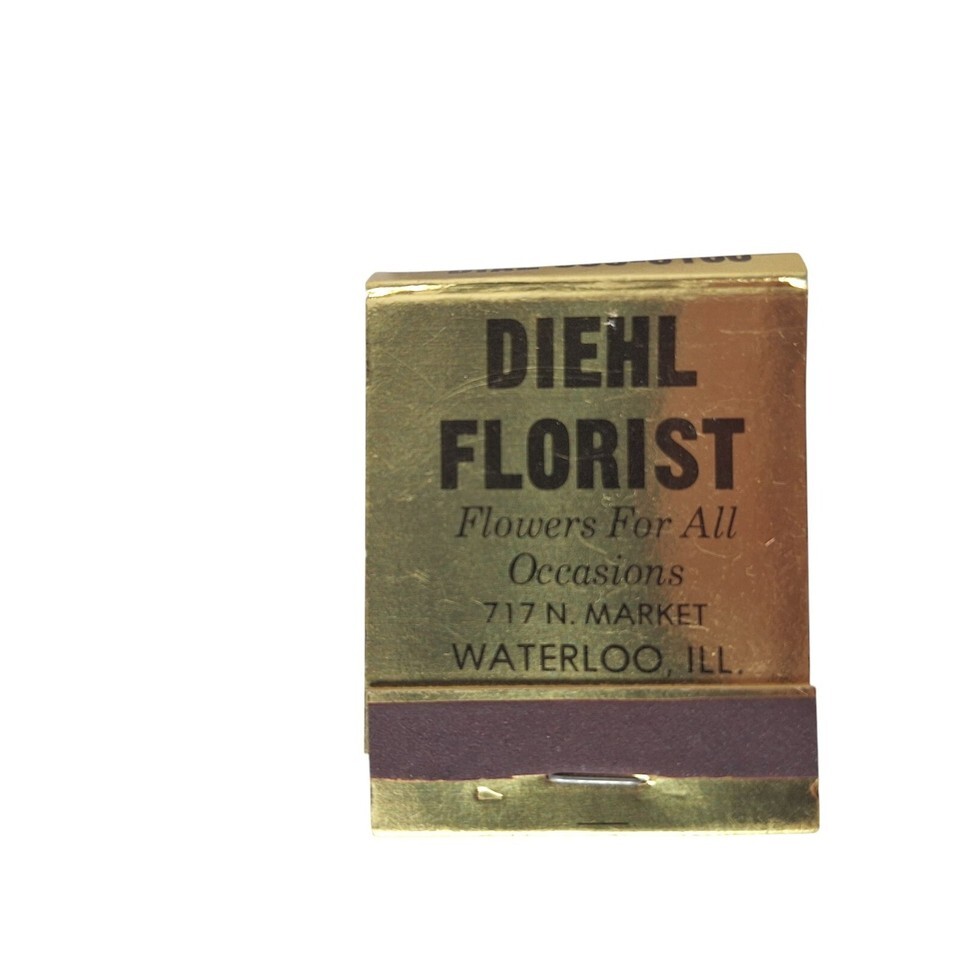 DIEHL
FLORIST
Flowers For All
Occasions
717 N. MARKET
WATERLOO, ILL.